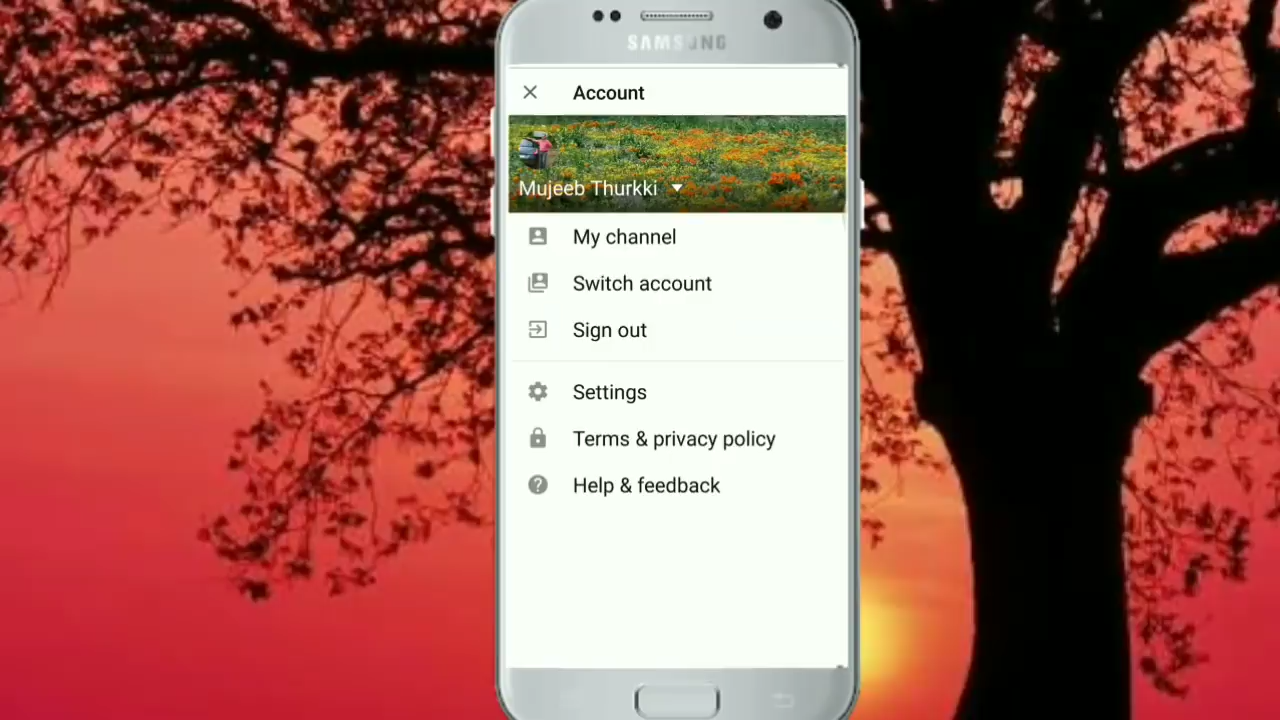 SAMSUNG
Account
Mujeeb Thurkki
My channel
Switch account
Sign out
Settings
Terms & privacy policy
Help & feedback